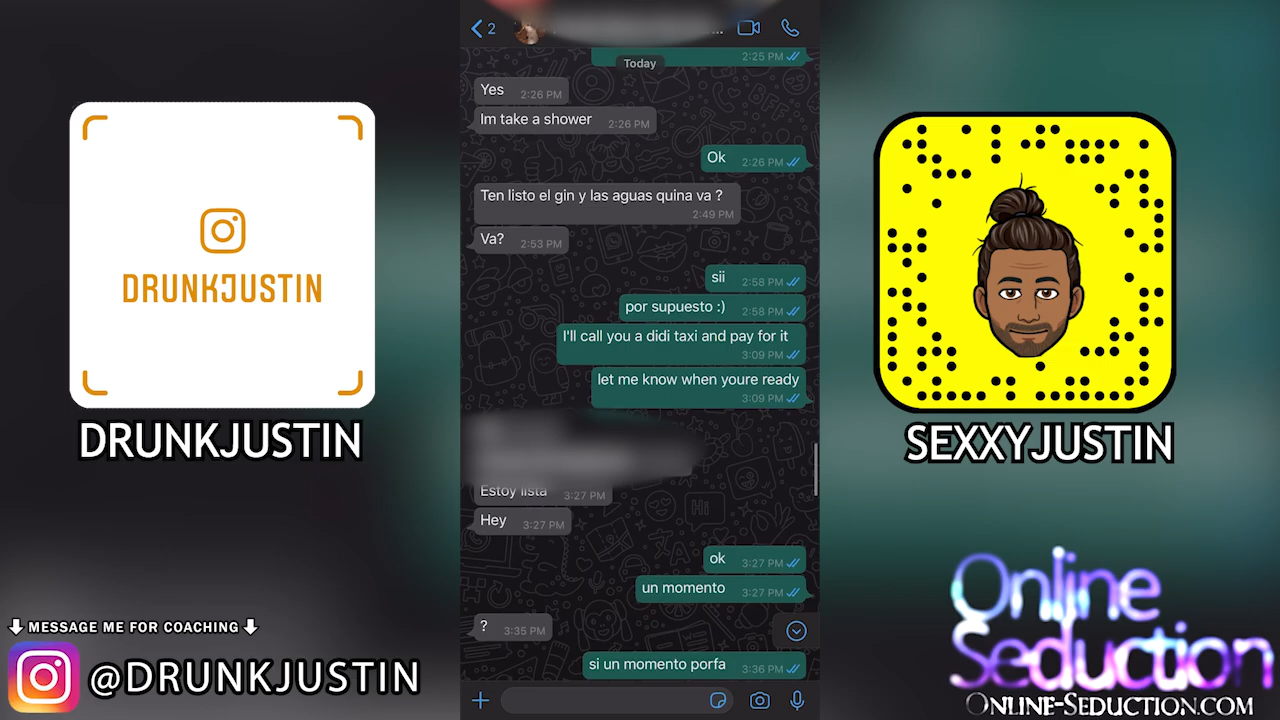 DRUNKJUSTIN
DRUNKJUSTIN
MESSAGE ME FOR COACHING
@DRUNKJUSTIN
2
...
2:25 PM
Today
Yes 2:26 PM
Im take a shower 2:26 PM
Ok 2:26 PM
Ten listo el gin y las aguas quina va ?
2:49 PM
Va? 2:53 PM
sii 2:58 PM
por supuesto :) 2:58 PM
I'll call you a didi taxi and pay for it
3:09 PM
let me know when youre ready
3:09 PM
Estoy lista 3:27 PM
Hey 3:27 PM
ok 3:27 PM
un momento 3:27 PM
? 3:35 PM
si un momento porfa 3:36 PM
SEXXYJUSTIN
Online
Seduction
Online-Seduction.com